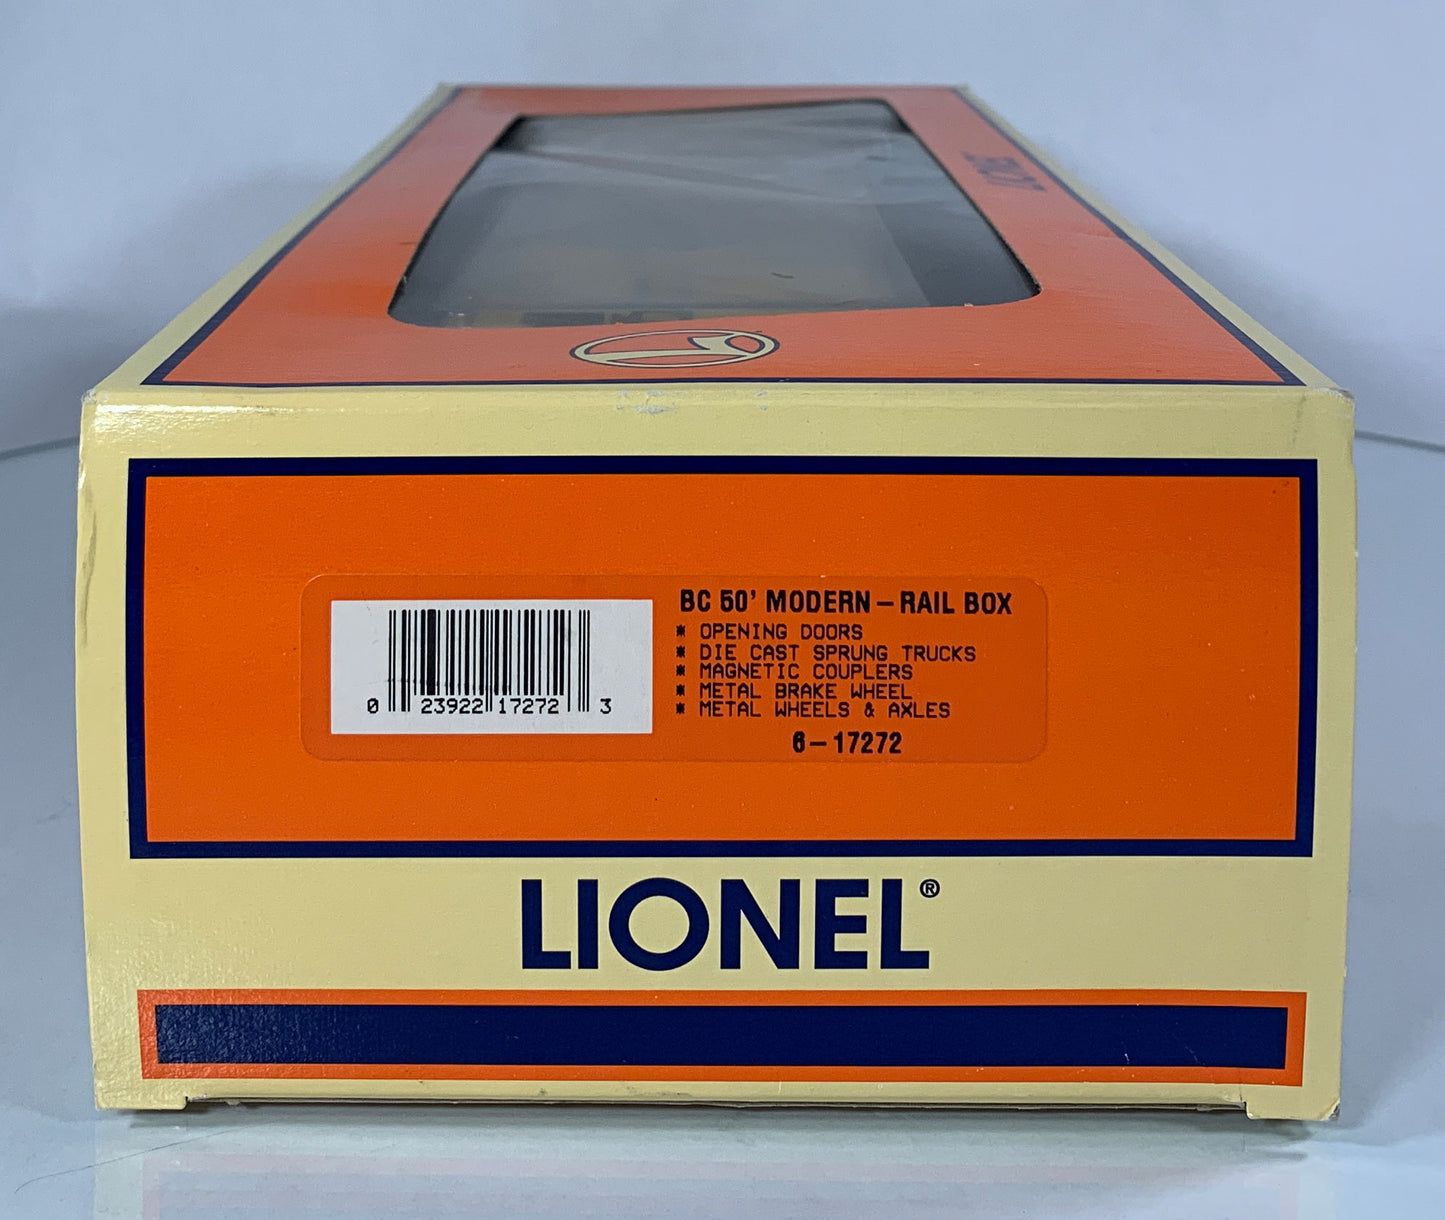 BC 50' MODERN – RAIL BOX
* OPENING DOORS
* DIE CAST SPRUNG TRUCKS
* MAGNETIC COUPLERS
* METAL BRAKE WHEEL
* METAL WHEELS & AXLES
6–17272
0 23922 17272 3
LIONEL®